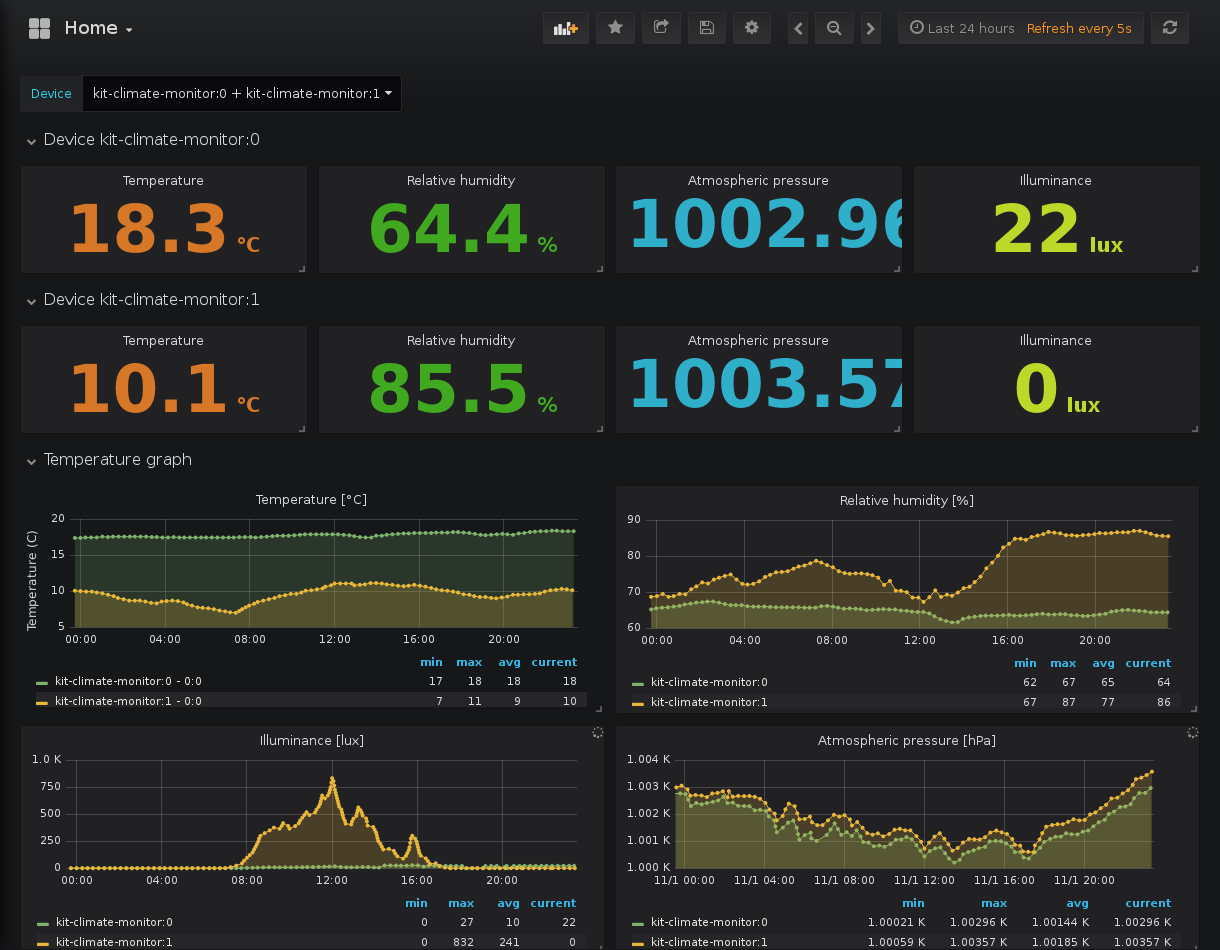 Home
Last 24 hours Refresh every 5s
Device kit-climate-monitor:0 + kit-climate-monitor:1
Device kit-climate-monitor:0
Temperature Relative humidity Atmospheric pressure Illuminance
18.3 °C 64.4 % 1002.96 22 lux
Device kit-climate-monitor:1
Temperature Relative humidity Atmospheric pressure Illuminance
10.1 °C 85.5 % 1003.57 0 lux
Temperature graph
Temperature [°C]
Temperature (C)
20
15
10
5
00:00 04:00 08:00 12:00 16:00 20:00
min max avg current
kit-climate-monitor:0 - 0:0 17 18 18 18
kit-climate-monitor:1 - 0:0 7 11 9 10
Relative humidity [%]
90
80
70
60
00:00 04:00 08:00 12:00 16:00 20:00
min max avg current
kit-climate-monitor:0 62 67 65 64
kit-climate-monitor:1 67 87 77 86
Illuminance [lux]
1.0 K
750
500
250
0
00:00 04:00 08:00 12:00 16:00 20:00
min max avg current
kit-climate-monitor:0 0 27 10 22
kit-climate-monitor:1 0 832 241 0
Atmospheric pressure [hPa]
1.004 K
1.003 K
1.002 K
1.001 K
1.000 K
11/1 00:00 11/1 04:00 11/1 08:00 11/1 12:00 11/1 16:00 11/1 20:00
min max avg current
kit-climate-monitor:0 1.00021 K 1.00296 K 1.00144 K 1.00296 K
kit-climate-monitor:1 1.00059 K 1.00357 K 1.00185 K 1.00357 K